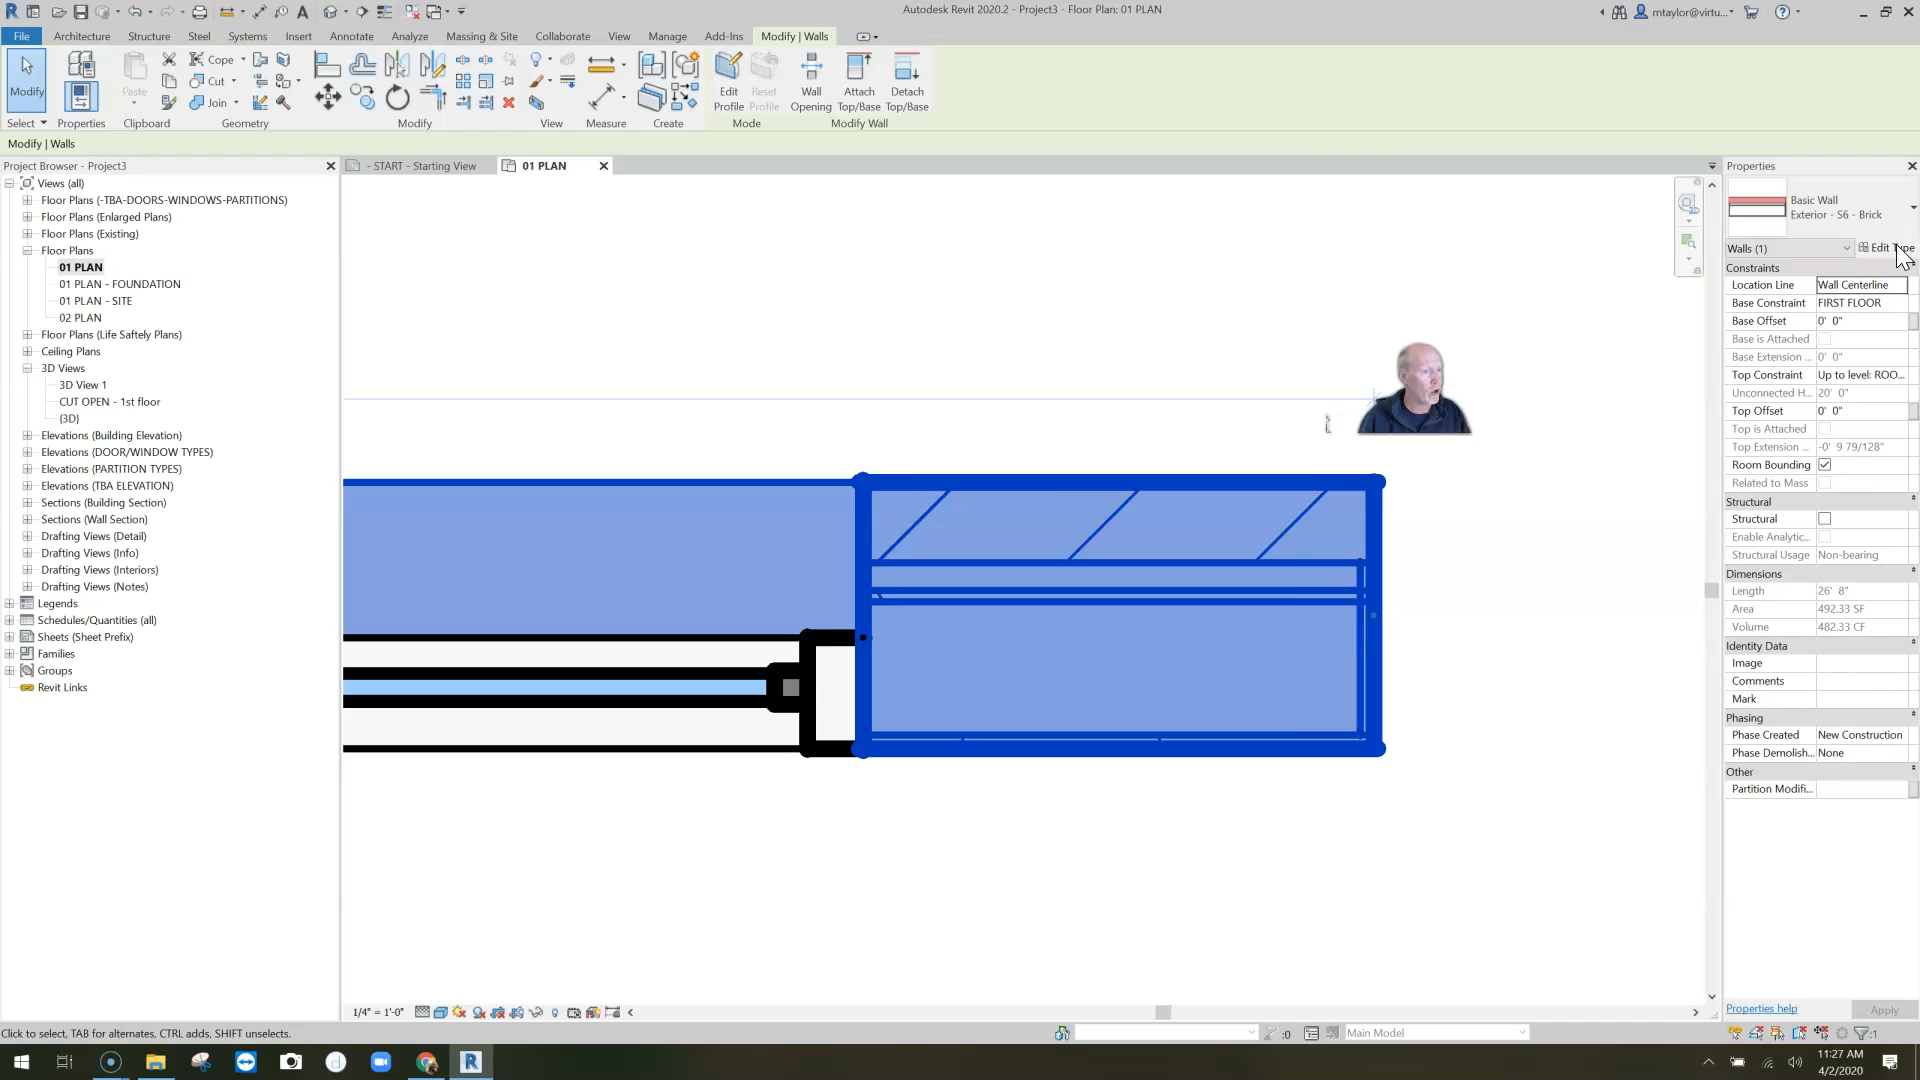 Autodesk Revit 2020.2 - Project3 - Floor Plan: 01 PLAN
mtaylor@virtu...
File Architecture Structure Steel Systems Insert Annotate Analyze Massing & Site Collaborate View Manage Add-Ins Modify | Walls
Modify
Paste
Cope
Cut
Join
Edit Profile
Reset Profile
Wall Opening
Attach Top/Base
Detach Top/Base
Select Properties Clipboard Geometry Modify View Measure Create Mode Modify Wall
Modify | Walls
Project Browser - Project3
- START - Starting View
01 PLAN
Properties
Views (all)
Floor Plans (-TBA-DOORS-WINDOWS-PARTITIONS)
Floor Plans (Enlarged Plans)
Floor Plans (Existing)
Floor Plans
01 PLAN
01 PLAN - FOUNDATION
01 PLAN - SITE
02 PLAN
Floor Plans (Life Saftely Plans)
Ceiling Plans
3D Views
3D View 1
CUT OPEN - 1st floor
{3D}
Elevations (Building Elevation)
Elevations (DOOR/WINDOW TYPES)
Elevations (PARTITION TYPES)
Elevations (TBA ELEVATION)
Sections (Building Section)
Sections (Wall Section)
Drafting Views (Detail)
Drafting Views (Info)
Drafting Views (Interiors)
Drafting Views (Notes)
Legends
Schedules/Quantities (all)
Sheets (Sheet Prefix)
Families
Groups
Revit Links
Basic Wall
Exterior - S6 - Brick
Walls (1) Edit Type
Constraints
Location Line Wall Centerline
Base Constraint FIRST FLOOR
Base Offset 0' 0"
Base is Attached
Base Extension ... 0' 0"
Top Constraint Up to level: ROO...
Unconnected H... 20' 0"
Top Offset 0' 0"
Top is Attached
Top Extension ... -0' 9 79/128"
Room Bounding
Related to Mass
Structural
Structural
Enable Analytic...
Structural Usage Non-bearing
Dimensions
Length 26' 8"
Area 492.33 SF
Volume 482.33 CF
Identity Data
Image
Comments
Mark
Phasing
Phase Created New Construction
Phase Demolish... None
Other
Partition Modifi...
Properties help Apply
1/4" = 1'-0"
Click to select, TAB for alternates, CTRL adds, SHIFT unselects.
:0
Main Model
:1
11:27 AM
4/2/2020